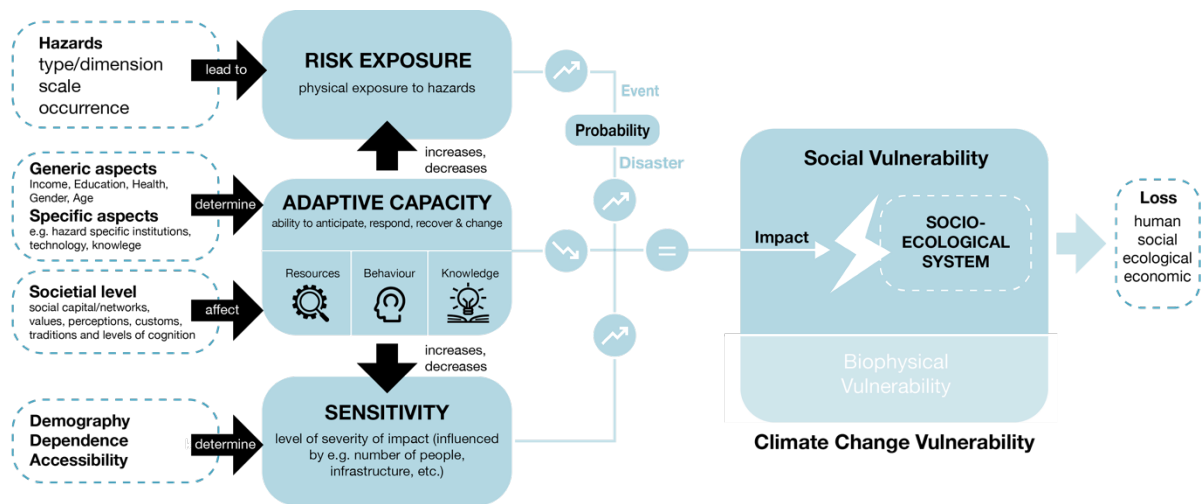 Hazards
type/dimension
scale
occurrence
lead to
RISK EXPOSURE
physical exposure to hazards
increases,
decreases
Generic aspects
Income, Education, Health,
Gender, Age
Specific aspects
e.g. hazard specific institutions,
technology, knowlege
determine
ADAPTIVE CAPACITY
ability to anticipate, respond, recover & change
Resources
Behaviour
Knowledge
Societial level
social capital/networks,
values, perceptions, customs,
traditions and levels of cognition
affect
increases,
decreases
Demography
Dependence
Accessibility
determine
SENSITIVITY
level of severity of impact (influenced
by e.g. number of people,
infrastructure, etc.)
Event
Probability
Disaster
=
Social Vulnerability
Impact
SOCIO-
ECOLOGICAL
SYSTEM
Biophysical
Vulnerability
Climate Change Vulnerability
Loss
human
social
ecological
economic